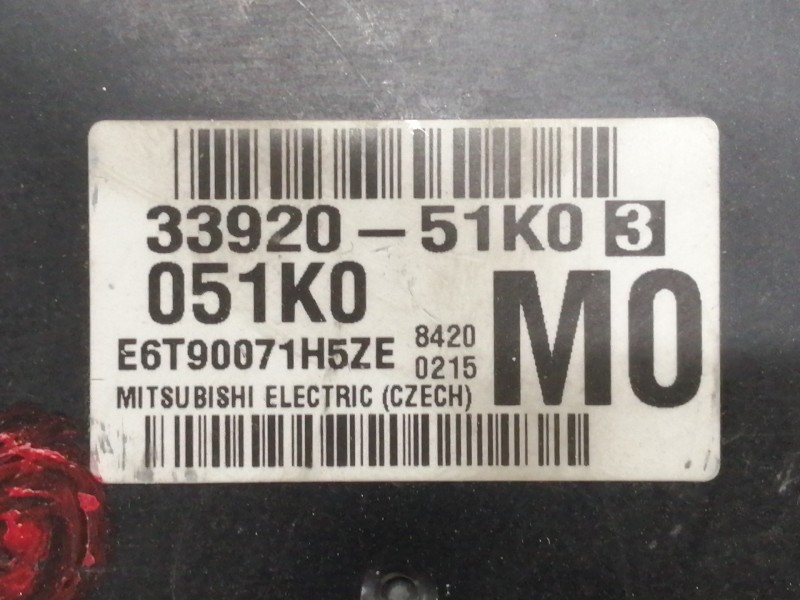 33920-51K0 3
051K0
E6T90071H5ZE
8420
0215
M0
MITSUBISHI ELECTRIC (CZECH)